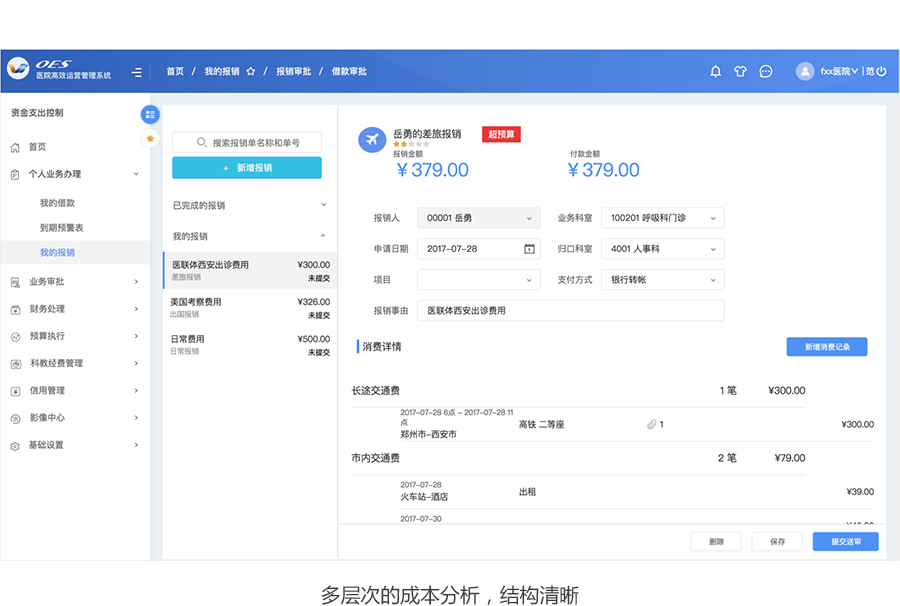 OES
医院高效运营管理系统
首页 / 我的报销 / 报销审批 / 借款审批
fxx医院 | 范
资金支出控制
首页
个人业务办理
我的借款
到期预警表
我的报销
业务审批
财务处理
预算执行
科教经费管理
信用管理
影像中心
基础设置
搜索报销单名称和单号
+ 新增报销
已完成的报销
我的报销
医联体西安出诊费用 ¥300.00
差旅报销 未提交
美国考察费用 ¥326.00
出国报销 未提交
日常费用 ¥500.00
日常报销 未提交
岳勇的差旅报销 超预算
报销金额 付款金额
¥379.00 ¥379.00
报销人 00001 岳勇 业务科室 100201 呼吸科门诊
申请日期 2017-07-28 归口科室 4001 人事科
项目 支付方式 银行转帐
报销事由 医联体西安出诊费用
消费详情 新增消费记录
长途交通费 1 笔 ¥300.00
2017-07-28 6点 – 2017-07-28 11
点
郑州市–西安市 高铁 二等座 1 ¥300.00
市内交通费 2 笔 ¥79.00
2017-07-28
火车站–酒店 出租 ¥39.00
2017-07-30
删除 保存 提交送审
多层次的成本分析，结构清晰